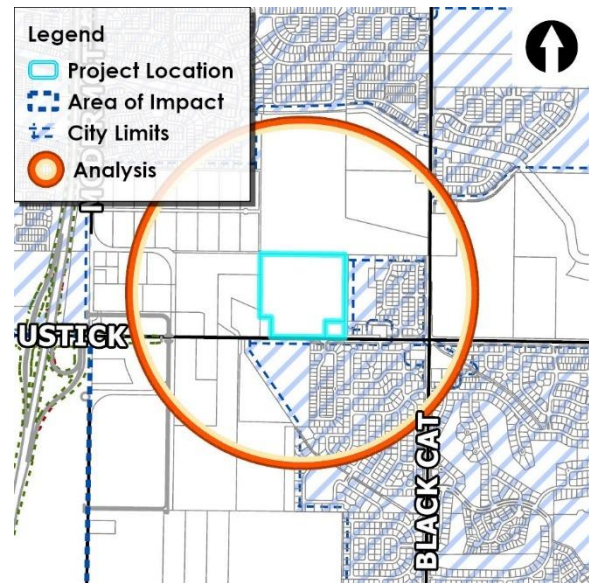 Legend
Project Location
Area of Impact
City Limits
Analysis
USTICK
BLACK CAT